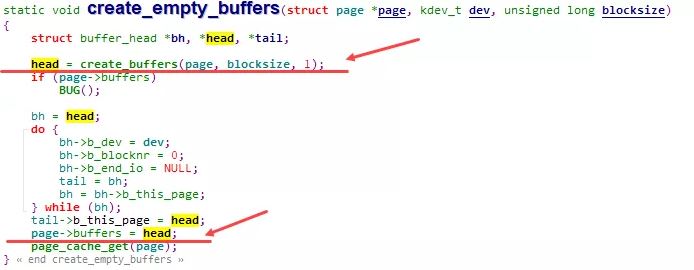 static void create_empty_buffers(struct page *page, kdev_t dev, unsigned long blocksize)
{
struct buffer_head *bh, *head, *tail;
head = create_buffers(page, blocksize, 1);
if (page->buffers)
BUG();
bh = head;
do {
bh->b_dev = dev;
bh->b_blocknr = 0;
bh->b_end_io = NULL;
tail = bh;
bh = bh->b_this_page;
} while (bh);
tail->b_this_page = head;
page->buffers = head;
page_cache_get(page);
} « end create_empty_buffers »